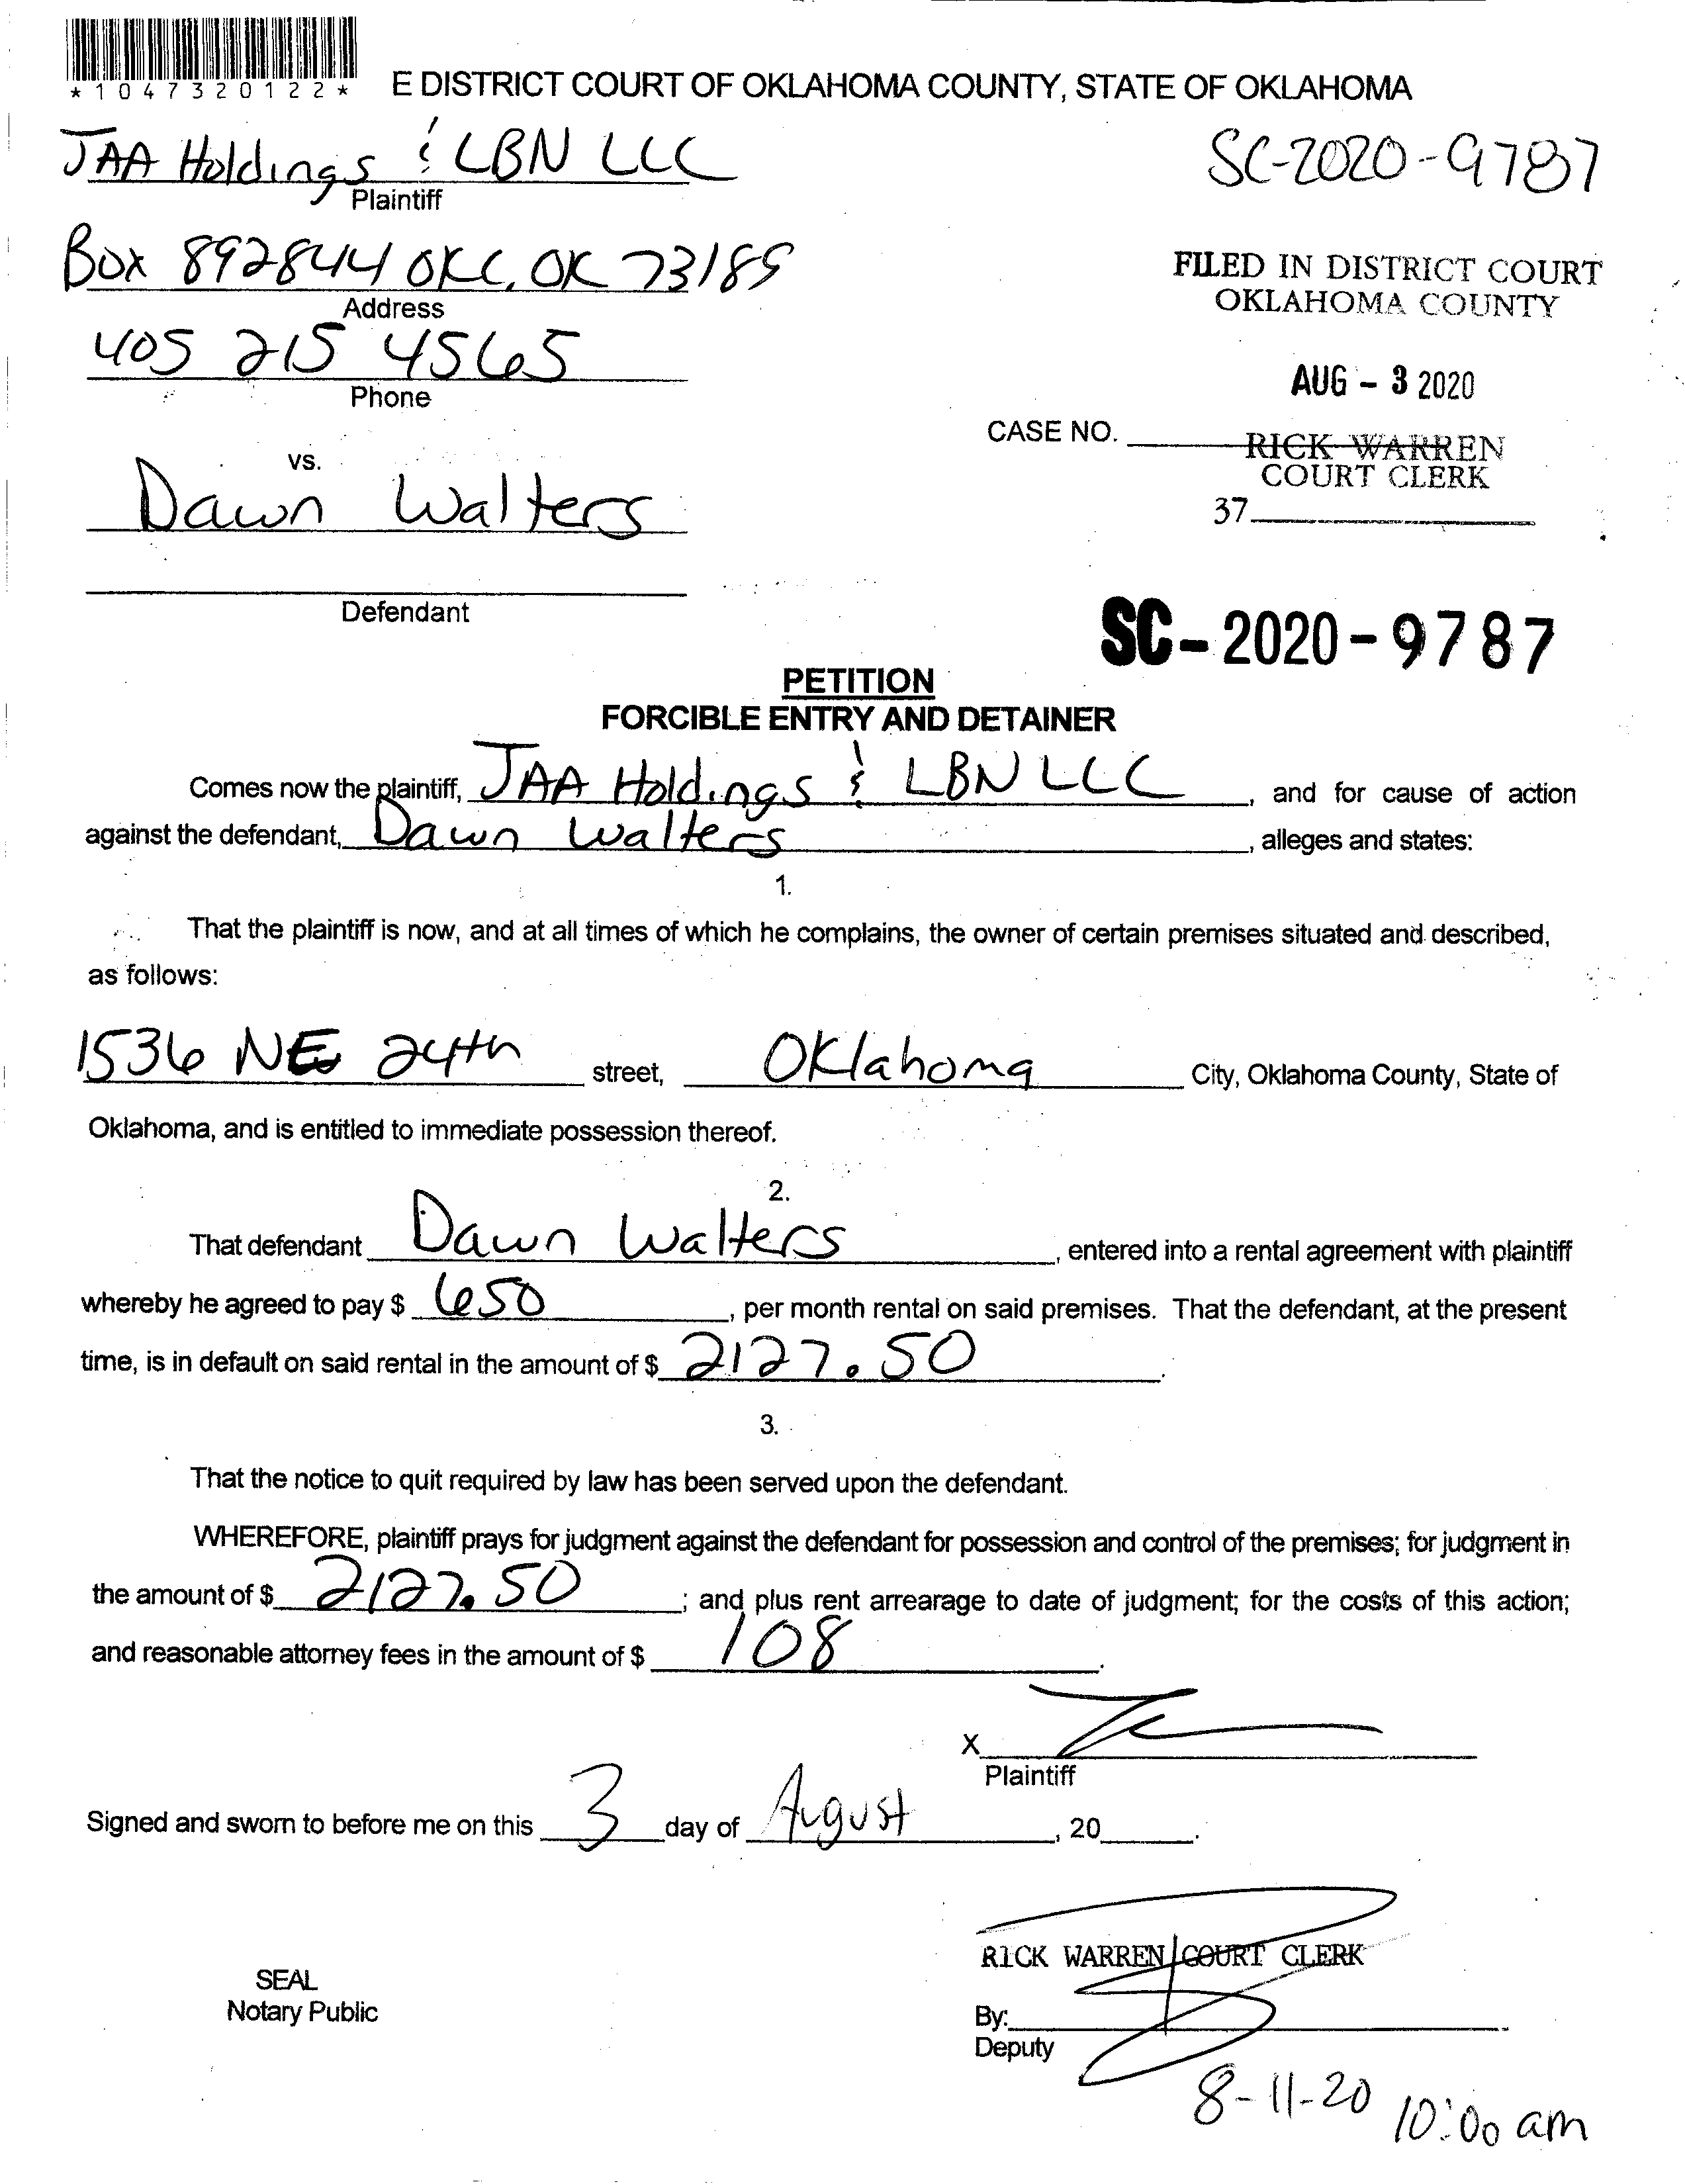 *1047320122*
E DISTRICT COURT OF OKLAHOMA COUNTY, STATE OF OKLAHOMA
JAA Holdings & LBN LLC
Plaintiff
SC-2020-9787
Box 892844 OKC, OK 73189
Address
FILED IN DISTRICT COURT
OKLAHOMA COUNTY
405 215 4565
Phone
AUG - 3 2020
CASE NO.
RICK WARREN
COURT CLERK
37
vs.
Dawn Walters
Defendant
SC-2020-9787
PETITION
FORCIBLE ENTRY AND DETAINER
Comes now the plaintiff, JAA Holdings & LBN LLC, and for cause of action
against the defendant, Dawn Walters, alleges and states:
1.
That the plaintiff is now, and at all times of which he complains, the owner of certain premises situated and described,
as follows:
1536 NE 24th street, Oklahoma City, Oklahoma County, State of
Oklahoma, and is entitled to immediate possession thereof.
2.
That defendant Dawn Walters, entered into a rental agreement with plaintiff
whereby he agreed to pay $ 650, per month rental on said premises. That the defendant, at the present
time, is in default on said rental in the amount of $ 2127.50.
3.
That the notice to quit required by law has been served upon the defendant.
WHEREFORE, plaintiff prays for judgment against the defendant for possession and control of the premises; for judgment in
the amount of $ 2127.50; and plus rent arrearage to date of judgment; for the costs of this action;
and reasonable attorney fees in the amount of $ 108.
X
Plaintiff
Signed and sworn to before me on this 3 day of August, 20 .
RICK WARREN COURT CLERK
SEAL
Notary Public
By:
Deputy
8-11-20 10:00 am